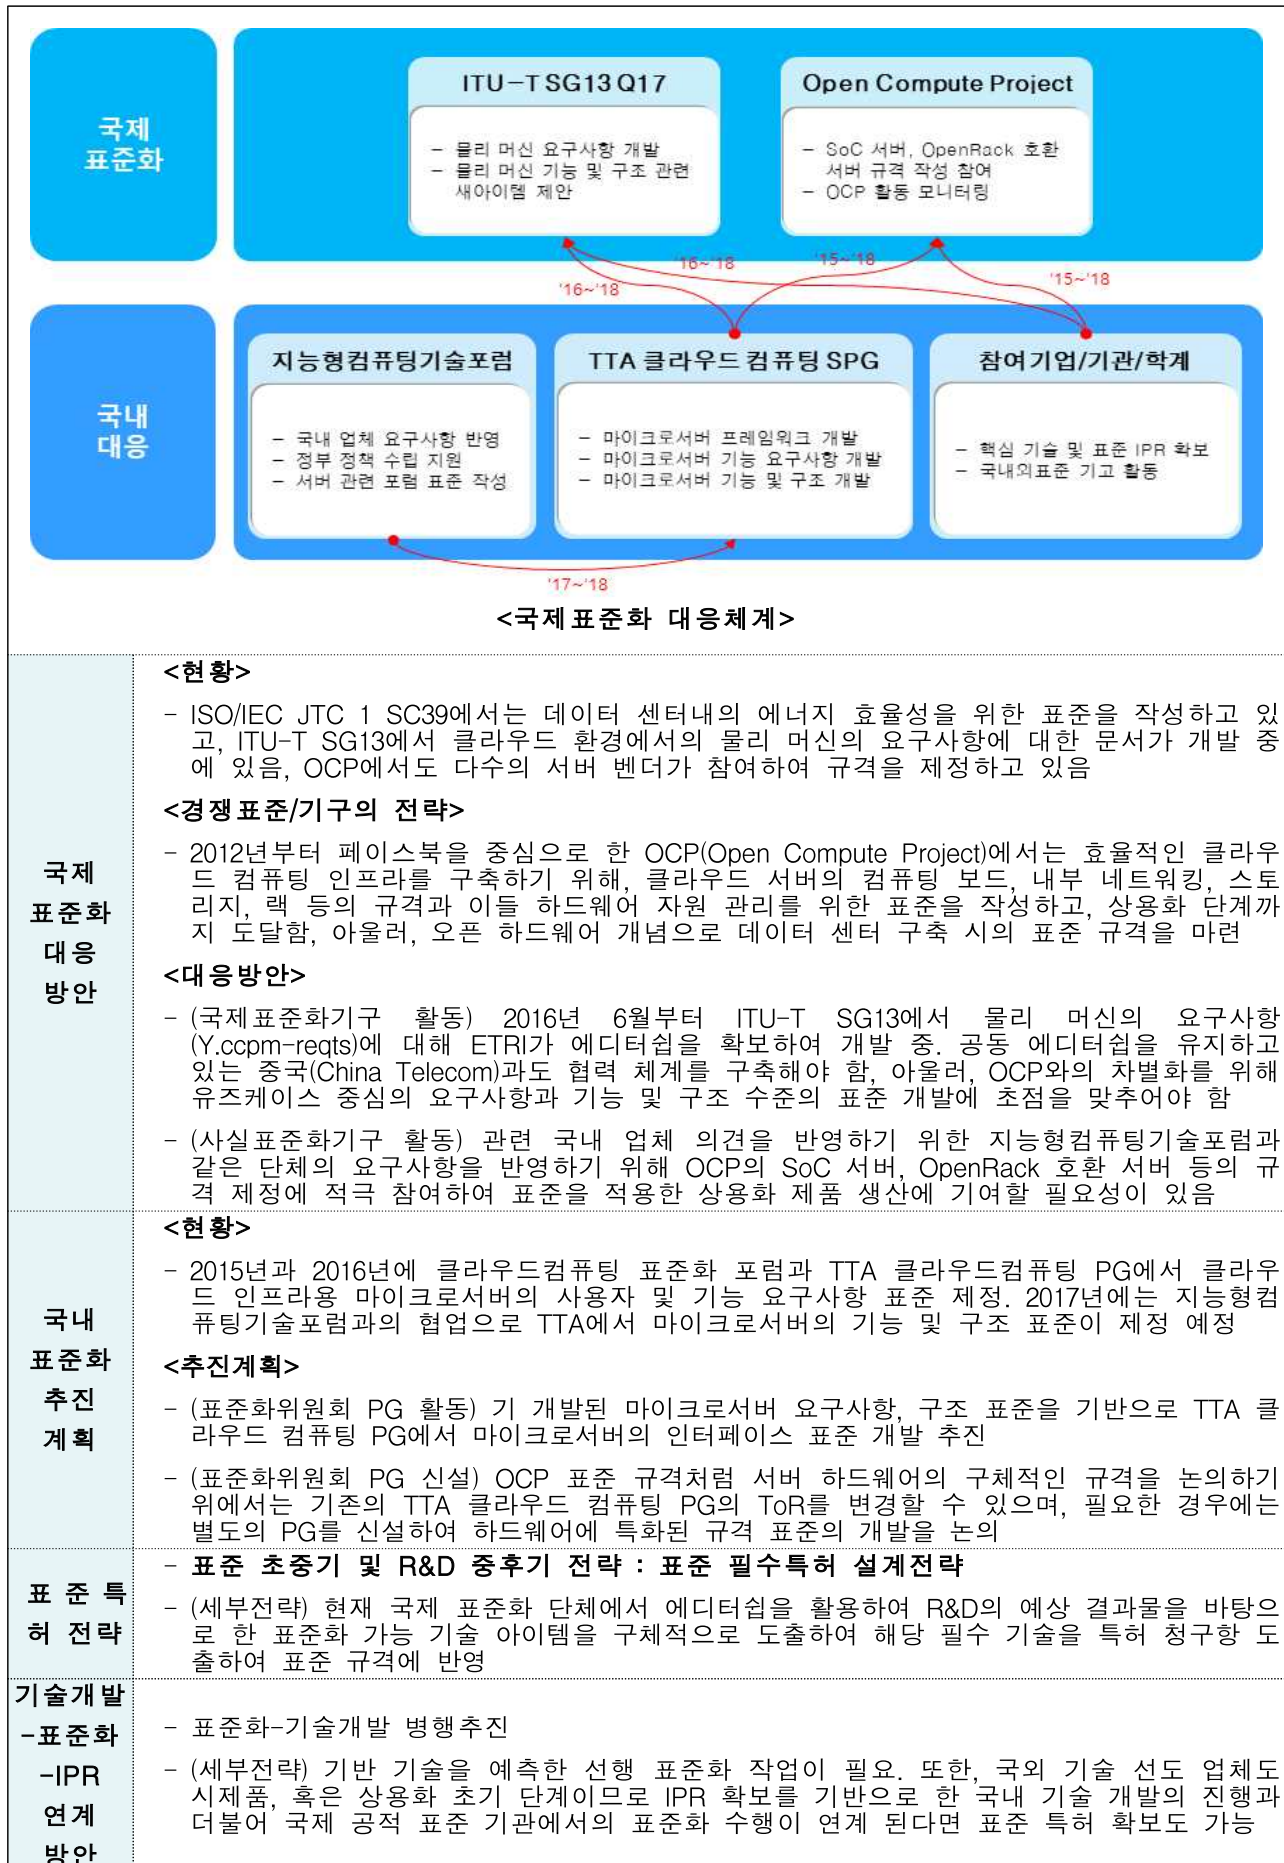 국제
표준화
ITU-T SG13 Q17
- 물리 머신 요구사항 개발
- 물리 머신 기능 및 구조 관련
새아이템 제안
Open Compute Project
- SoC 서버, OpenRack 호환
서버 규격 작성 참여
- OCP 활동 모니터링
'16~'18
'16~'18
'15~'18
'15~'18
국내
대응
지능형컴퓨팅기술포럼
- 국내 업체 요구사항 반영
- 정부 정책 수립 지원
- 서버 관련 포럼 표준 작성
TTA 클라우드 컴퓨팅 SPG
- 마이크로서버 프레임워크 개발
- 마이크로서버 기능 요구사항 개발
- 마이크로서버 기능 및 구조 개발
참여기업/기관/학계
- 핵심 기술 및 표준 IPR 확보
- 국내외표준 기고 활동
'17~'18
<국제표준화 대응체계>
국제
표준화
대응
방안
<현황>
- ISO/IEC JTC 1 SC39에서는 데이터 센터내의 에너지 효율성을 위한 표준을 작성하고 있
고, ITU-T SG13에서 클라우드 환경에서의 물리 머신의 요구사항에 대한 문서가 개발 중
에 있음, OCP에서도 다수의 서버 벤더가 참여하여 규격을 제정하고 있음
<경쟁표준/기구의 전략>
- 2012년부터 페이스북을 중심으로 한 OCP(Open Compute Project)에서는 효율적인 클라우
드 컴퓨팅 인프라를 구축하기 위해, 클라우드 서버의 컴퓨팅 보드, 내부 네트워킹, 스토
리지, 랙 등의 규격과 이들 하드웨어 자원 관리를 위한 표준을 작성하고, 상용화 단계까
지 도달함, 아울러, 오픈 하드웨어 개념으로 데이터 센터 구축 시의 표준 규격을 마련
<대응방안>
- (국제표준화기구 활동) 2016년 6월부터 ITU-T SG13에서 물리 머신의 요구사항
(Y.ccpm-reqts)에 대해 ETRI가 에디터쉽을 확보하여 개발 중. 공동 에디터쉽을 유지하고
있는 중국(China Telecom)과도 협력 체계를 구축해야 함, 아울러, OCP와의 차별화를 위해
유즈케이스 중심의 요구사항과 기능 및 구조 수준의 표준 개발에 초점을 맞추어야 함
- (사실표준화기구 활동) 관련 국내 업체 의견을 반영하기 위한 지능형컴퓨팅기술포럼과
같은 단체의 요구사항을 반영하기 위해 OCP의 SoC 서버, OpenRack 호환 서버 등의 규
격 제정에 적극 참여하여 표준을 적용한 상용화 제품 생산에 기여할 필요성이 있음
국내
표준화
추진
계획
<현황>
- 2015년과 2016년에 클라우드컴퓨팅 표준화 포럼과 TTA 클라우드컴퓨팅 PG에서 클라우
드 인프라용 마이크로서버의 사용자 및 기능 요구사항 표준 제정. 2017년에는 지능형컴
퓨팅기술포럼과의 협업으로 TTA에서 마이크로서버의 기능 및 구조 표준이 제정 예정
<추진계획>
- (표준화위원회 PG 활동) 기 개발된 마이크로서버 요구사항, 구조 표준을 기반으로 TTA 클
라우드 컴퓨팅 PG에서 마이크로서버의 인터페이스 표준 개발 추진
- (표준화위원회 PG 신설) OCP 표준 규격처럼 서버 하드웨어의 구체적인 규격을 논의하기
위에서는 기존의 TTA 클라우드 컴퓨팅 PG의 ToR를 변경할 수 있으며, 필요한 경우에는
별도의 PG를 신설하여 하드웨어에 특화된 규격 표준의 개발을 논의
표 준 특
허 전략
- 표준 초중기 및 R&D 중후기 전략 : 표준 필수특허 설계전략
- (세부전략) 현재 국제 표준화 단체에서 에디터쉽을 활용하여 R&D의 예상 결과물을 바탕으
로 한 표준화 가능 기술 아이템을 구체적으로 도출하여 해당 필수 기술을 특허 청구항 도
출하여 표준 규격에 반영
기술개발
-표준화
-IPR
연계
방안
- 표준화-기술개발 병행추진
- (세부전략) 기반 기술을 예측한 선행 표준화 작업이 필요. 또한, 국외 기술 선도 업체도
시제품, 혹은 상용화 초기 단계이므로 IPR 확보를 기반으로 한 국내 기술 개발의 진행과
더불어 국제 공적 표준 기관에서의 표준화 수행이 연계 된다면 표준 특허 확보도 가능